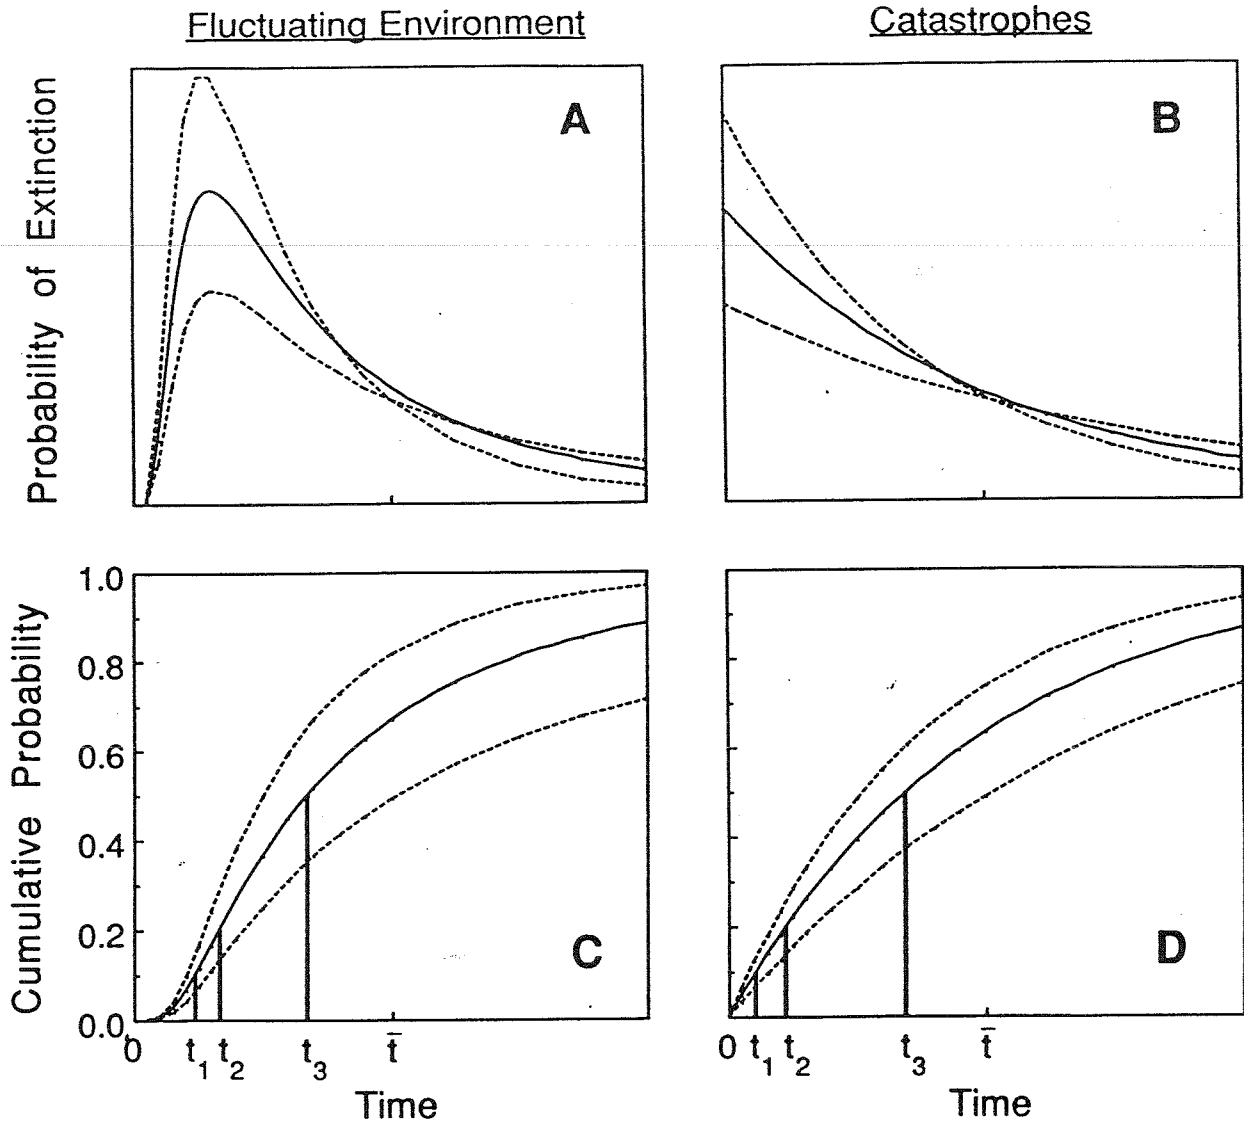 Fluctuating Environment
Catastrophes
Probability of Extinction
A
B
Cumulative Probability
1.0
0.8
0.6
0.4
0.2
0.0
C
D
0 t1 t2 t3 t̄
0 t1 t2 t3 t̄
Time
Time